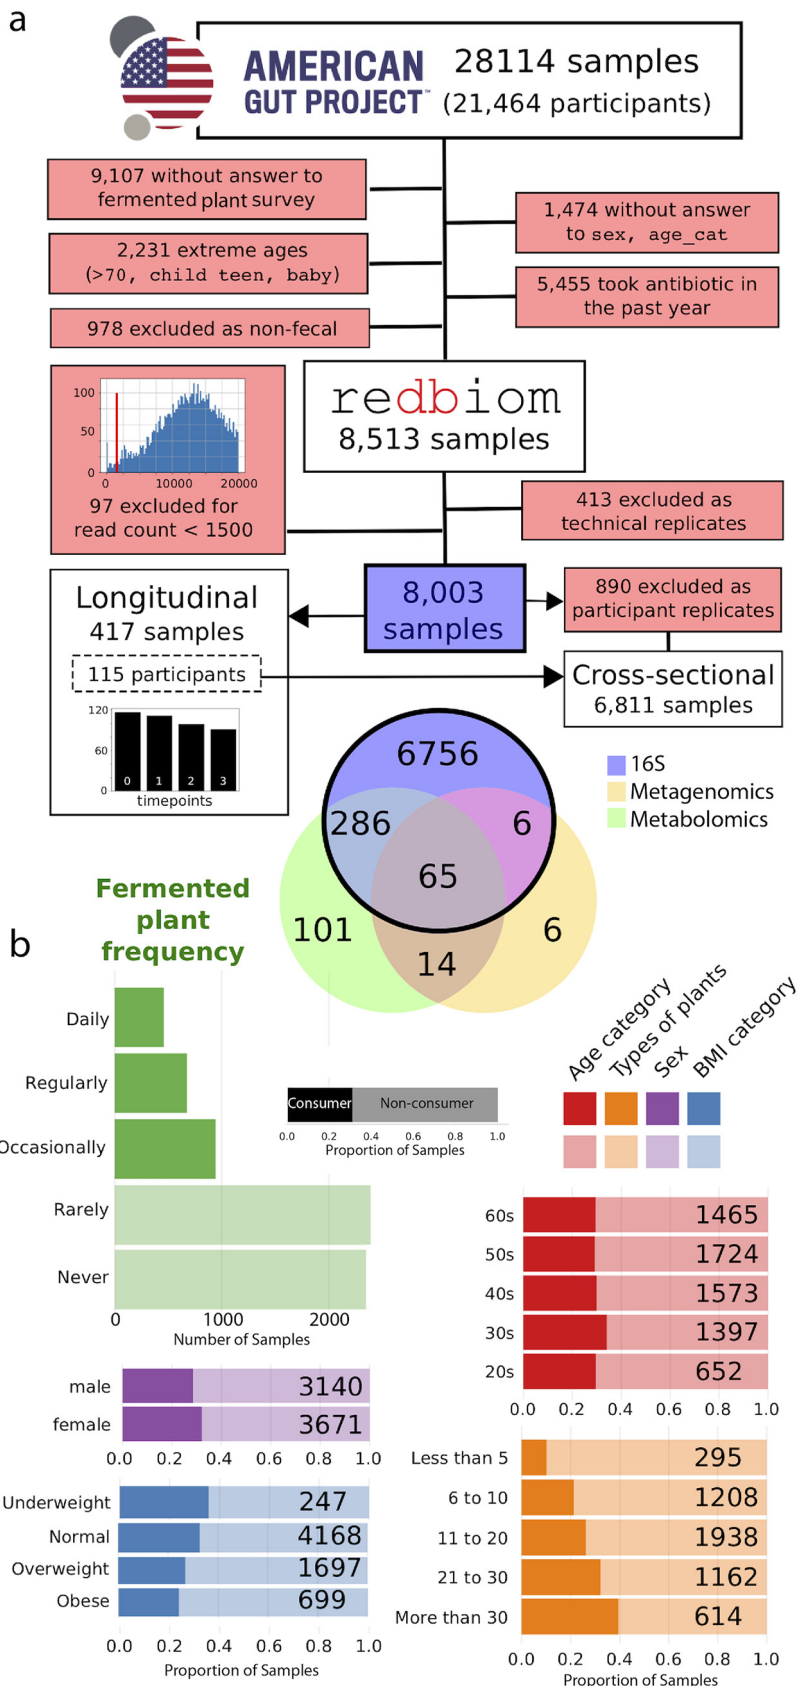 a
AMERICAN
GUT PROJECT™
28114 samples
(21,464 participants)
9,107 without answer to
fermented plant survey
1,474 without answer
to sex, age_cat
2,231 extreme ages
(>70, child teen, baby)
5,455 took antibiotic in
the past year
978 excluded as non-fecal
redbiom
8,513 samples
100
50
0
0 10000 20000
97 excluded for
read count < 1500
413 excluded as
technical replicates
8,003
samples
890 excluded as
participant replicates
Longitudinal
417 samples
115 participants
Cross-sectional
6,811 samples
120
60
0
0 1 2 3
timepoints
6756
286
6
65
101
14
6
16S
Metagenomics
Metabolomics
b
Fermented
plant
frequency
Daily
Regularly
Occasionally
Rarely
Never
0 1000 2000
Number of Samples
Consumer Non-consumer
0.0 0.2 0.4 0.6 0.8 1.0
Proportion of Samples
Age category
Types of plants
Sex
BMI category
60s 1465
50s 1724
40s 1573
30s 1397
20s 652
0.0 0.2 0.4 0.6 0.8 1.0
male 3140
female 3671
0.0 0.2 0.4 0.6 0.8 1.0
Underweight 247
Normal 4168
Overweight 1697
Obese 699
0.0 0.2 0.4 0.6 0.8 1.0
Proportion of Samples
Less than 5 295
6 to 10 1208
11 to 20 1938
21 to 30 1162
More than 30 614
0.0 0.2 0.4 0.6 0.8 1.0
Proportion of Samples